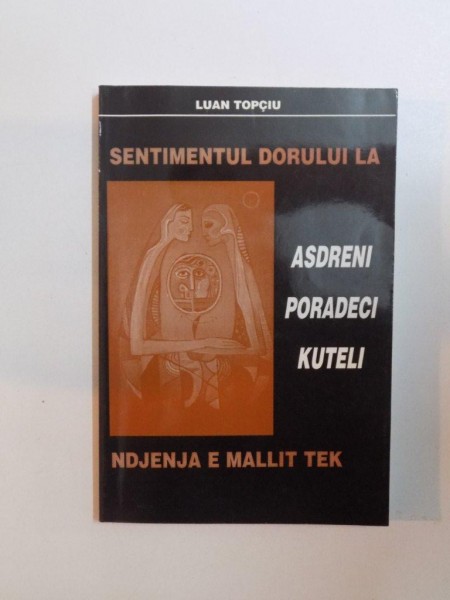 LUAN TOPÇIU
SENTIMENTUL DORULUI LA
ASDRENI
PORADECI
KUTELI
NDJENJA E MALLIT TEK